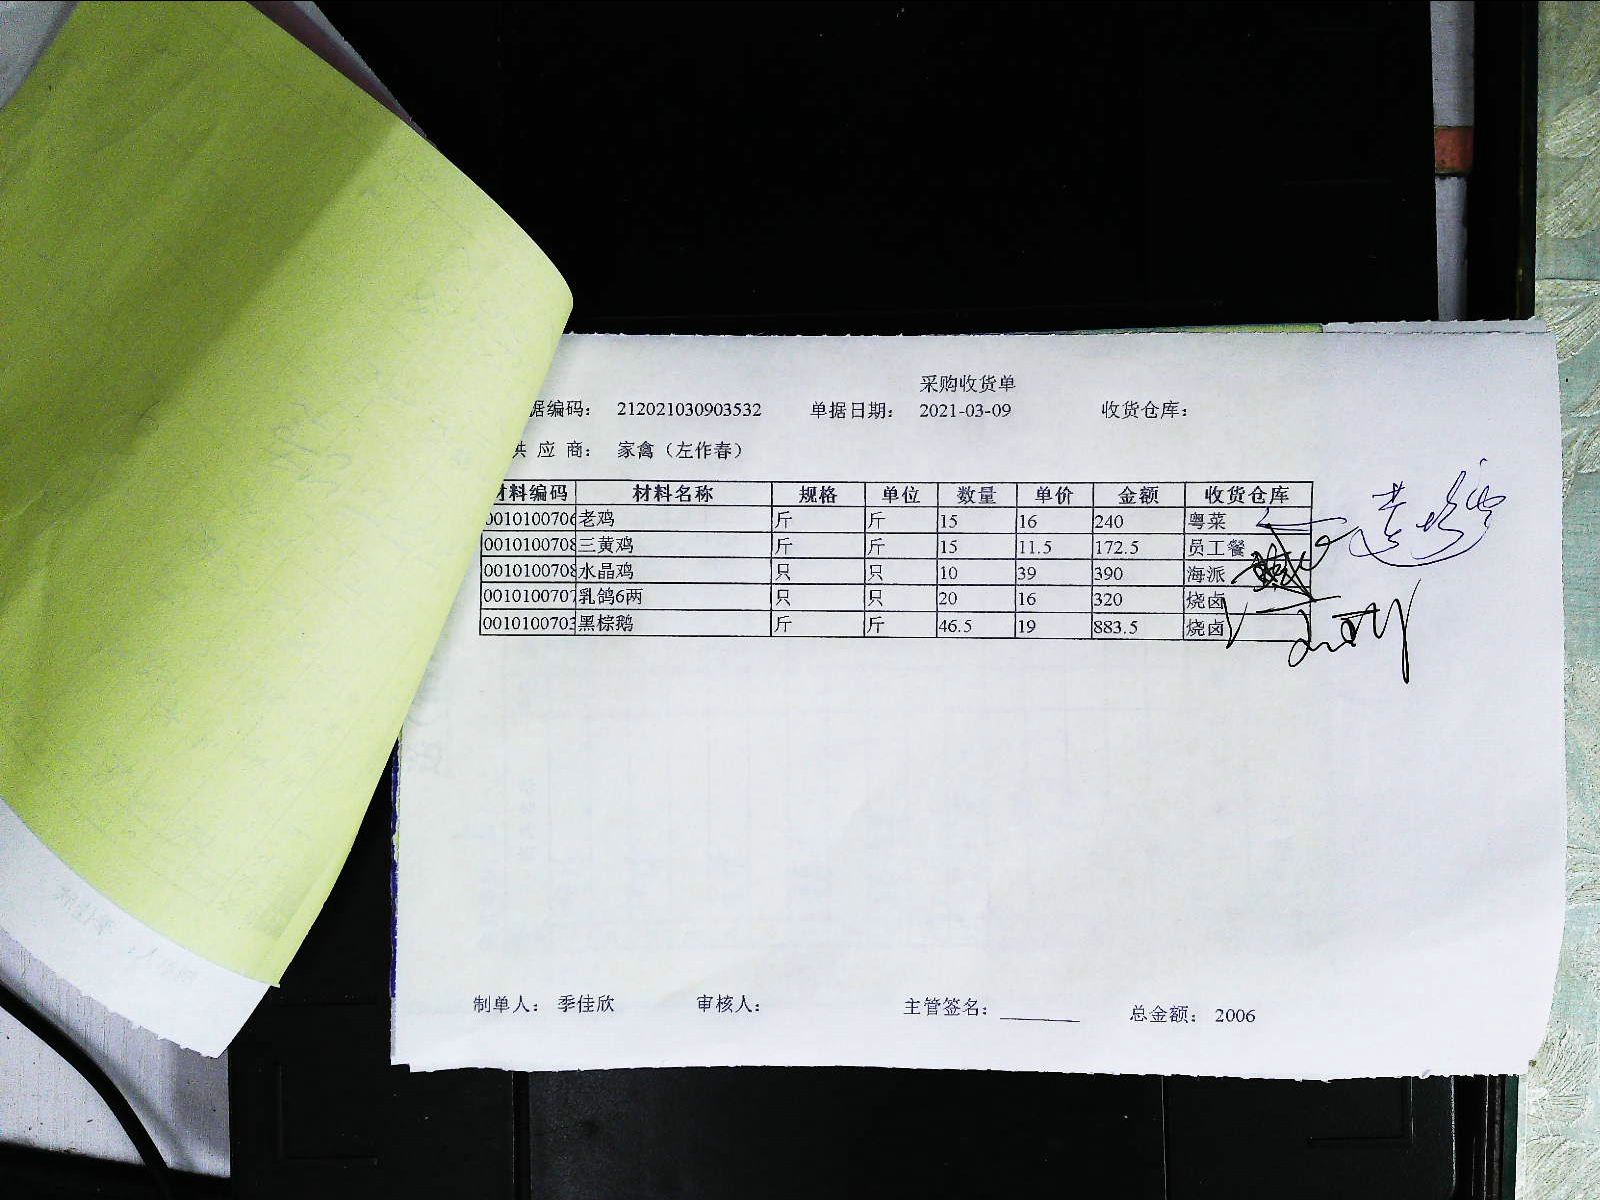 采购收货单
据编码： 212021030903532 单据日期： 2021-03-09 收货仓库：
供 应 商： 家禽（左作春）
材料编码 材料名称 规格 单位 数量 单价 金额 收货仓库
0010100706 老鸡 斤 斤 15 16 240 粤菜
0010100708 三黄鸡 斤 斤 15 11.5 172.5 员工餐
0010100708 水晶鸡 只 只 10 39 390 海派
0010100707 乳鸽6两 只 只 20 16 320 烧卤
0010100703 黑棕鹅 斤 斤 46.5 19 883.5 烧卤
制单人： 季佳欣 审核人： 主管签名： 总金额： 2006